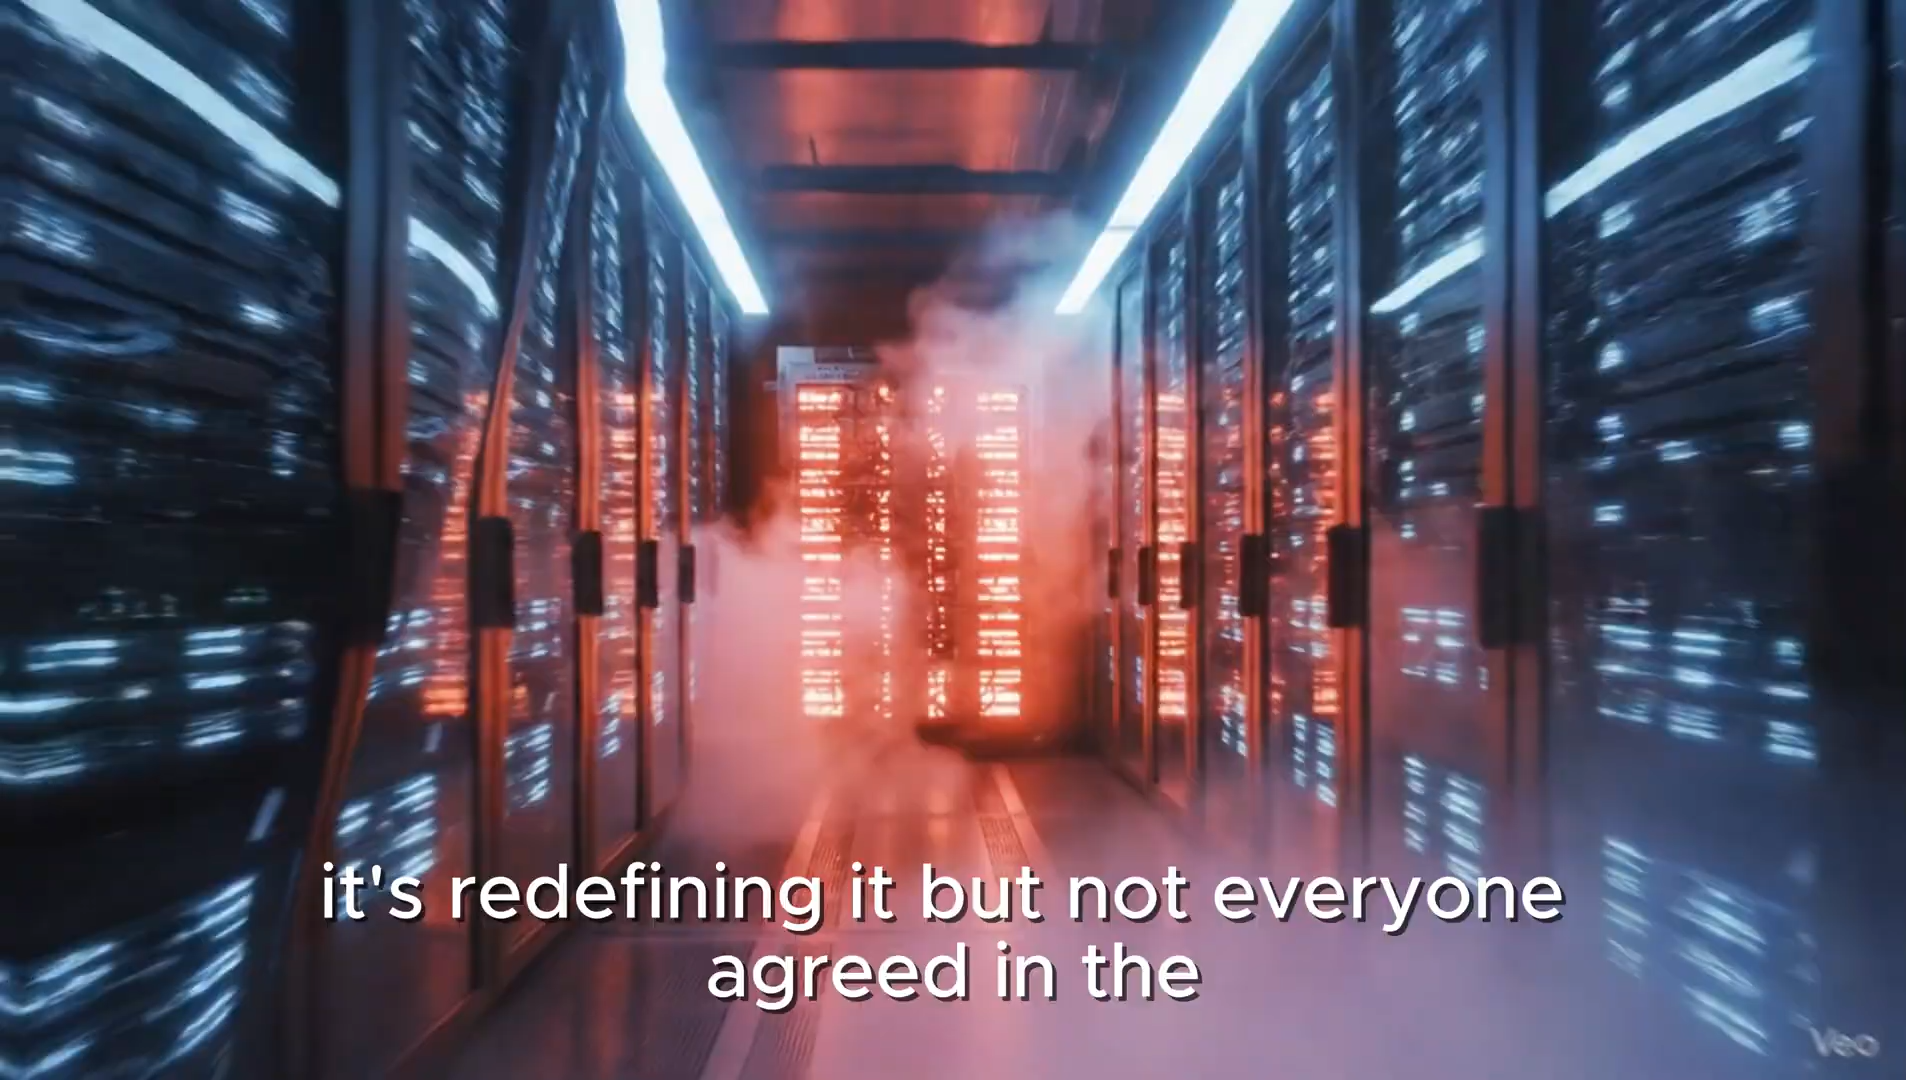 it's redefining it but not everyone
agreed in the
Veo